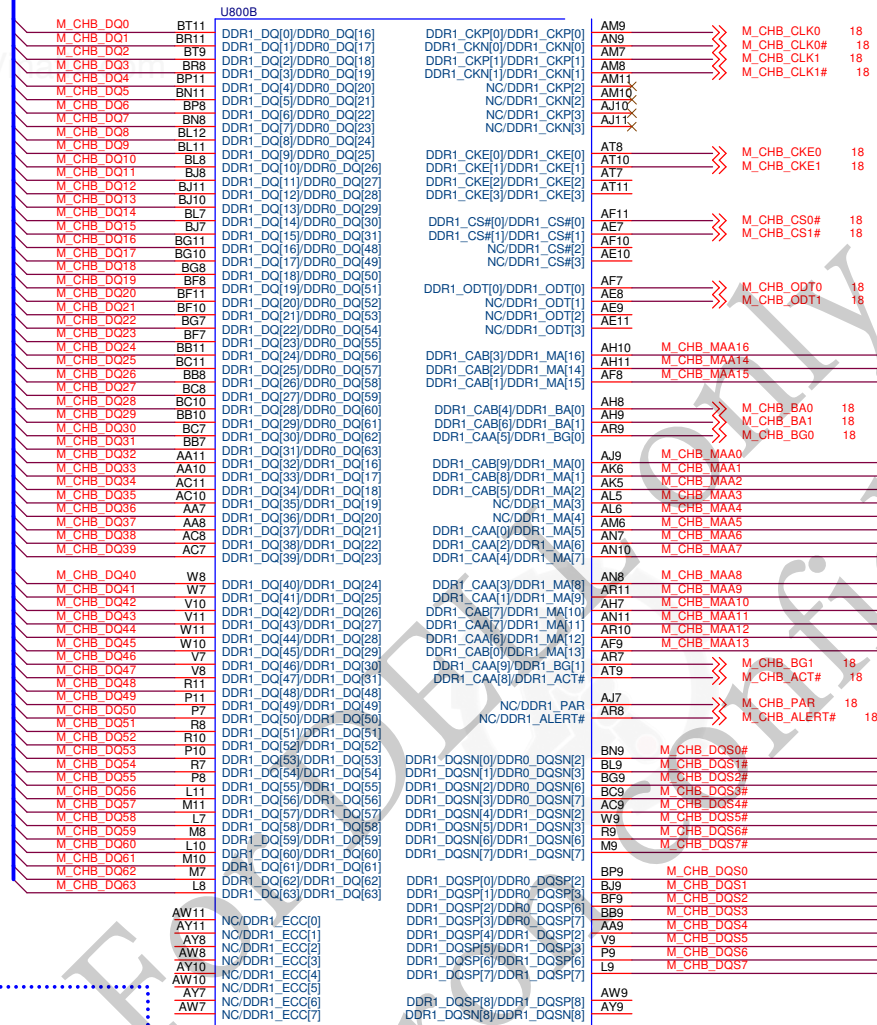 U800B
M_CHB_DQ0 BT11 DDR1_DQ[0]/DDR0_DQ[16]
M_CHB_DQ1 BR11 DDR1_DQ[1]/DDR0_DQ[17]
M_CHB_DQ2 BT9 DDR1_DQ[2]/DDR0_DQ[18]
M_CHB_DQ3 BR8 DDR1_DQ[3]/DDR0_DQ[19]
M_CHB_DQ4 BP11 DDR1_DQ[4]/DDR0_DQ[20]
M_CHB_DQ5 BN11 DDR1_DQ[5]/DDR0_DQ[21]
M_CHB_DQ6 BP8 DDR1_DQ[6]/DDR0_DQ[22]
M_CHB_DQ7 BN8 DDR1_DQ[7]/DDR0_DQ[23]
M_CHB_DQ8 BL12 DDR1_DQ[8]/DDR0_DQ[24]
M_CHB_DQ9 BL11 DDR1_DQ[9]/DDR0_DQ[25]
M_CHB_DQ10 BL8 DDR1_DQ[10]/DDR0_DQ[26]
M_CHB_DQ11 BJ8 DDR1_DQ[11]/DDR0_DQ[27]
M_CHB_DQ12 BJ11 DDR1_DQ[12]/DDR0_DQ[28]
M_CHB_DQ13 BJ10 DDR1_DQ[13]/DDR0_DQ[29]
M_CHB_DQ14 BL7 DDR1_DQ[14]/DDR0_DQ[30]
M_CHB_DQ15 BJ7 DDR1_DQ[15]/DDR0_DQ[31]
M_CHB_DQ16 BG11 DDR1_DQ[16]/DDR0_DQ[48]
M_CHB_DQ17 BG10 DDR1_DQ[17]/DDR0_DQ[49]
M_CHB_DQ18 BG8 DDR1_DQ[18]/DDR0_DQ[50]
M_CHB_DQ19 BF8 DDR1_DQ[19]/DDR0_DQ[51]
M_CHB_DQ20 BF11 DDR1_DQ[20]/DDR0_DQ[52]
M_CHB_DQ21 BF10 DDR1_DQ[21]/DDR0_DQ[53]
M_CHB_DQ22 BG7 DDR1_DQ[22]/DDR0_DQ[54]
M_CHB_DQ23 BF7 DDR1_DQ[23]/DDR0_DQ[55]
M_CHB_DQ24 BB11 DDR1_DQ[24]/DDR0_DQ[56]
M_CHB_DQ25 BC11 DDR1_DQ[25]/DDR0_DQ[57]
M_CHB_DQ26 BB8 DDR1_DQ[26]/DDR0_DQ[58]
M_CHB_DQ27 BC8 DDR1_DQ[27]/DDR0_DQ[59]
M_CHB_DQ28 BC10 DDR1_DQ[28]/DDR0_DQ[60]
M_CHB_DQ29 BB10 DDR1_DQ[29]/DDR0_DQ[61]
M_CHB_DQ30 BC7 DDR1_DQ[30]/DDR0_DQ[62]
M_CHB_DQ31 BB7 DDR1_DQ[31]/DDR0_DQ[63]
M_CHB_DQ32 AA11 DDR1_DQ[32]/DDR1_DQ[16]
M_CHB_DQ33 AA10 DDR1_DQ[33]/DDR1_DQ[17]
M_CHB_DQ34 AC11 DDR1_DQ[34]/DDR1_DQ[18]
M_CHB_DQ35 AC10 DDR1_DQ[35]/DDR1_DQ[19]
M_CHB_DQ36 AA7 DDR1_DQ[36]/DDR1_DQ[20]
M_CHB_DQ37 AA8 DDR1_DQ[37]/DDR1_DQ[21]
M_CHB_DQ38 AC8 DDR1_DQ[38]/DDR1_DQ[22]
M_CHB_DQ39 AC7 DDR1_DQ[39]/DDR1_DQ[23]
M_CHB_DQ40 W8 DDR1_DQ[40]/DDR1_DQ[24]
M_CHB_DQ41 W7 DDR1_DQ[41]/DDR1_DQ[25]
M_CHB_DQ42 V10 DDR1_DQ[42]/DDR1_DQ[26]
M_CHB_DQ43 V11 DDR1_DQ[43]/DDR1_DQ[27]
M_CHB_DQ44 W11 DDR1_DQ[44]/DDR1_DQ[28]
M_CHB_DQ45 W10 DDR1_DQ[45]/DDR1_DQ[29]
M_CHB_DQ46 V7 DDR1_DQ[46]/DDR1_DQ[30]
M_CHB_DQ47 V8 DDR1_DQ[47]/DDR1_DQ[31]
M_CHB_DQ48 R11 DDR1_DQ[48]/DDR1_DQ[48]
M_CHB_DQ49 P11 DDR1_DQ[49]/DDR1_DQ[49]
M_CHB_DQ50 P7 DDR1_DQ[50]/DDR1_DQ[50]
M_CHB_DQ51 R8 DDR1_DQ[51]/DDR1_DQ[51]
M_CHB_DQ52 R10 DDR1_DQ[52]/DDR1_DQ[52]
M_CHB_DQ53 P10 DDR1_DQ[53]/DDR1_DQ[53]
M_CHB_DQ54 R7 DDR1_DQ[54]/DDR1_DQ[54]
M_CHB_DQ55 P8 DDR1_DQ[55]/DDR1_DQ[55]
M_CHB_DQ56 L11 DDR1_DQ[56]/DDR1_DQ[56]
M_CHB_DQ57 M11 DDR1_DQ[57]/DDR1_DQ[57]
M_CHB_DQ58 L7 DDR1_DQ[58]/DDR1_DQ[58]
M_CHB_DQ59 M8 DDR1_DQ[59]/DDR1_DQ[59]
M_CHB_DQ60 L10 DDR1_DQ[60]/DDR1_DQ[60]
M_CHB_DQ61 M10 DDR1_DQ[61]/DDR1_DQ[61]
M_CHB_DQ62 M7 DDR1_DQ[62]/DDR1_DQ[62]
M_CHB_DQ63 L8 DDR1_DQ[63]/DDR1_DQ[63]
AW11 NC/DDR1_ECC[0]
AY11 NC/DDR1_ECC[1]
AY8 NC/DDR1_ECC[2]
AW8 NC/DDR1_ECC[3]
AY10 NC/DDR1_ECC[4]
AW10 NC/DDR1_ECC[5]
AY7 NC/DDR1_ECC[6]
AW7 NC/DDR1_ECC[7]
DDR1_CKP[0]/DDR1_CKP[0] AM9 M_CHB_CLK0 18
DDR1_CKN[0]/DDR1_CKN[0] AN9 M_CHB_CLK0# 18
DDR1_CKP[1]/DDR1_CKP[1] AM7 M_CHB_CLK1 18
DDR1_CKN[1]/DDR1_CKN[1] AM8 M_CHB_CLK1# 18
NC/DDR1_CKP[2] AM11
NC/DDR1_CKN[2] AM10
NC/DDR1_CKP[3] AJ10
NC/DDR1_CKN[3] AJ11
DDR1_CKE[0]/DDR1_CKE[0] AT8 M_CHB_CKE0 18
DDR1_CKE[1]/DDR1_CKE[1] AT10 M_CHB_CKE1 18
DDR1_CKE[2]/DDR1_CKE[2] AT7
DDR1_CKE[3]/DDR1_CKE[3] AT11
DDR1_CS#[0]/DDR1_CS#[0] AF11 M_CHB_CS0# 18
DDR1_CS#[1]/DDR1_CS#[1] AE7 M_CHB_CS1# 18
NC/DDR1_CS#[2] AF10
NC/DDR1_CS#[3] AE10
DDR1_ODT[0]/DDR1_ODT[0] AF7 M_CHB_ODT0 18
NC/DDR1_ODT[1] AE8 M_CHB_ODT1 18
NC/DDR1_ODT[2] AE9
NC/DDR1_ODT[3] AE11
DDR1_CAB[3]/DDR1_MA[16] AH10 M_CHB_MAA16
DDR1_CAB[2]/DDR1_MA[14] AH11 M_CHB_MAA14
DDR1_CAB[1]/DDR1_MA[15] AF8 M_CHB_MAA15
DDR1_CAB[4]/DDR1_BA[0] AH8 M_CHB_BA0 18
DDR1_CAB[6]/DDR1_BA[1] AH9 M_CHB_BA1 18
DDR1_CAA[5]/DDR1_BG[0] AR9 M_CHB_BG0 18
DDR1_CAB[9]/DDR1_MA[0] AJ9 M_CHB_MAA0
DDR1_CAB[8]/DDR1_MA[1] AK6 M_CHB_MAA1
DDR1_CAB[5]/DDR1_MA[2] AK5 M_CHB_MAA2
NC/DDR1_MA[3] AL5 M_CHB_MAA3
NC/DDR1_MA[4] AL6 M_CHB_MAA4
DDR1_CAA[0]/DDR1_MA[5] AM6 M_CHB_MAA5
DDR1_CAA[2]/DDR1_MA[6] AN7 M_CHB_MAA6
DDR1_CAA[4]/DDR1_MA[7] AN10 M_CHB_MAA7
DDR1_CAA[3]/DDR1_MA[8] AN8 M_CHB_MAA8
DDR1_CAA[1]/DDR1_MA[9] AR11 M_CHB_MAA9
DDR1_CAB[7]/DDR1_MA[10] AH7 M_CHB_MAA10
DDR1_CAA[7]/DDR1_MA[11] AN11 M_CHB_MAA11
DDR1_CAA[6]/DDR1_MA[12] AR10 M_CHB_MAA12
DDR1_CAB[0]/DDR1_MA[13] AF9 M_CHB_MAA13
DDR1_CAA[9]/DDR1_BG[1] AR7 M_CHB_BG1 18
DDR1_CAA[8]/DDR1_ACT# AT9 M_CHB_ACT# 18
NC/DDR1_PAR AJ7 M_CHB_PAR 18
NC/DDR1_ALERT# AR8 M_CHB_ALERT# 18
DDR1_DQSN[0]/DDR0_DQSN[2] BN9 M_CHB_DQS0#
DDR1_DQSN[1]/DDR0_DQSN[3] BL9 M_CHB_DQS1#
DDR1_DQSN[2]/DDR0_DQSN[6] BG9 M_CHB_DQS2#
DDR1_DQSN[3]/DDR0_DQSN[7] BC9 M_CHB_DQS3#
DDR1_DQSN[4]/DDR1_DQSN[2] AC9 M_CHB_DQS4#
DDR1_DQSN[5]/DDR1_DQSN[3] W9 M_CHB_DQS5#
DDR1_DQSN[6]/DDR1_DQSN[6] R9 M_CHB_DQS6#
DDR1_DQSN[7]/DDR1_DQSN[7] M9 M_CHB_DQS7#
DDR1_DQSP[0]/DDR0_DQSP[2] BP9 M_CHB_DQS0
DDR1_DQSP[1]/DDR0_DQSP[3] BJ9 M_CHB_DQS1
DDR1_DQSP[2]/DDR0_DQSP[6] BF9 M_CHB_DQS2
DDR1_DQSP[3]/DDR0_DQSP[7] BB9 M_CHB_DQS3
DDR1_DQSP[4]/DDR1_DQSP[2] AA9 M_CHB_DQS4
DDR1_DQSP[5]/DDR1_DQSP[3] V9 M_CHB_DQS5
DDR1_DQSP[6]/DDR1_DQSP[6] P9 M_CHB_DQS6
DDR1_DQSP[7]/DDR1_DQSP[7] L9 M_CHB_DQS7
DDR1_DQSP[8]/DDR1_DQSP[8] AW9
DDR1_DQSN[8]/DDR1_DQSN[8] AY9
For DELL only